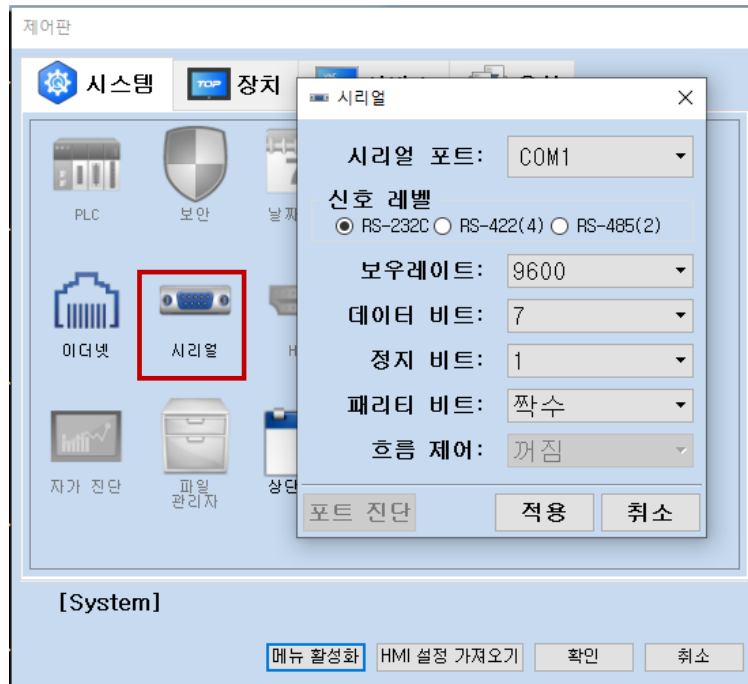 제어판
시스템
TOP 장치
시리얼
시리얼 포트: COM1
신호 레벨
RS-232C RS-422(4) RS-485(2)
보우레이트: 9600
데이터 비트: 7
정지 비트: 1
패리티 비트: 짝수
흐름 제어: 꺼짐
포트 진단 적용 취소
PLC 보안
이더넷 시리얼
자가 진단 파일 관리자
[System]
메뉴 활성화 HMI 설정 가져오기 확인 취소